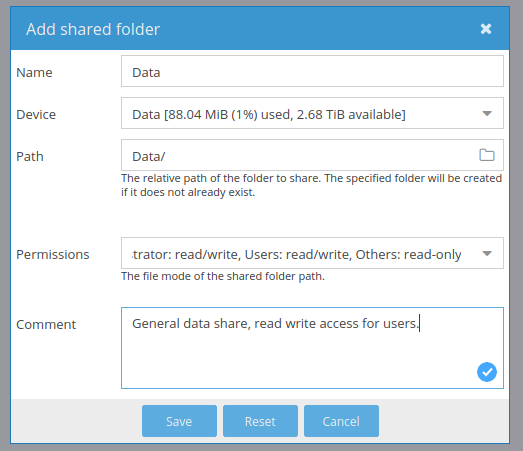 Add shared folder
Name
Data
Device
Data [88.04 MiB (1%) used, 2.68 TiB available]
Path
Data/
The relative path of the folder to share. The specified folder will be created
if it does not already exist.
Permissions
trator: read/write, Users: read/write, Others: read-only
The file mode of the shared folder path.
Comment
General data share, read write access for users.
Save
Reset
Cancel